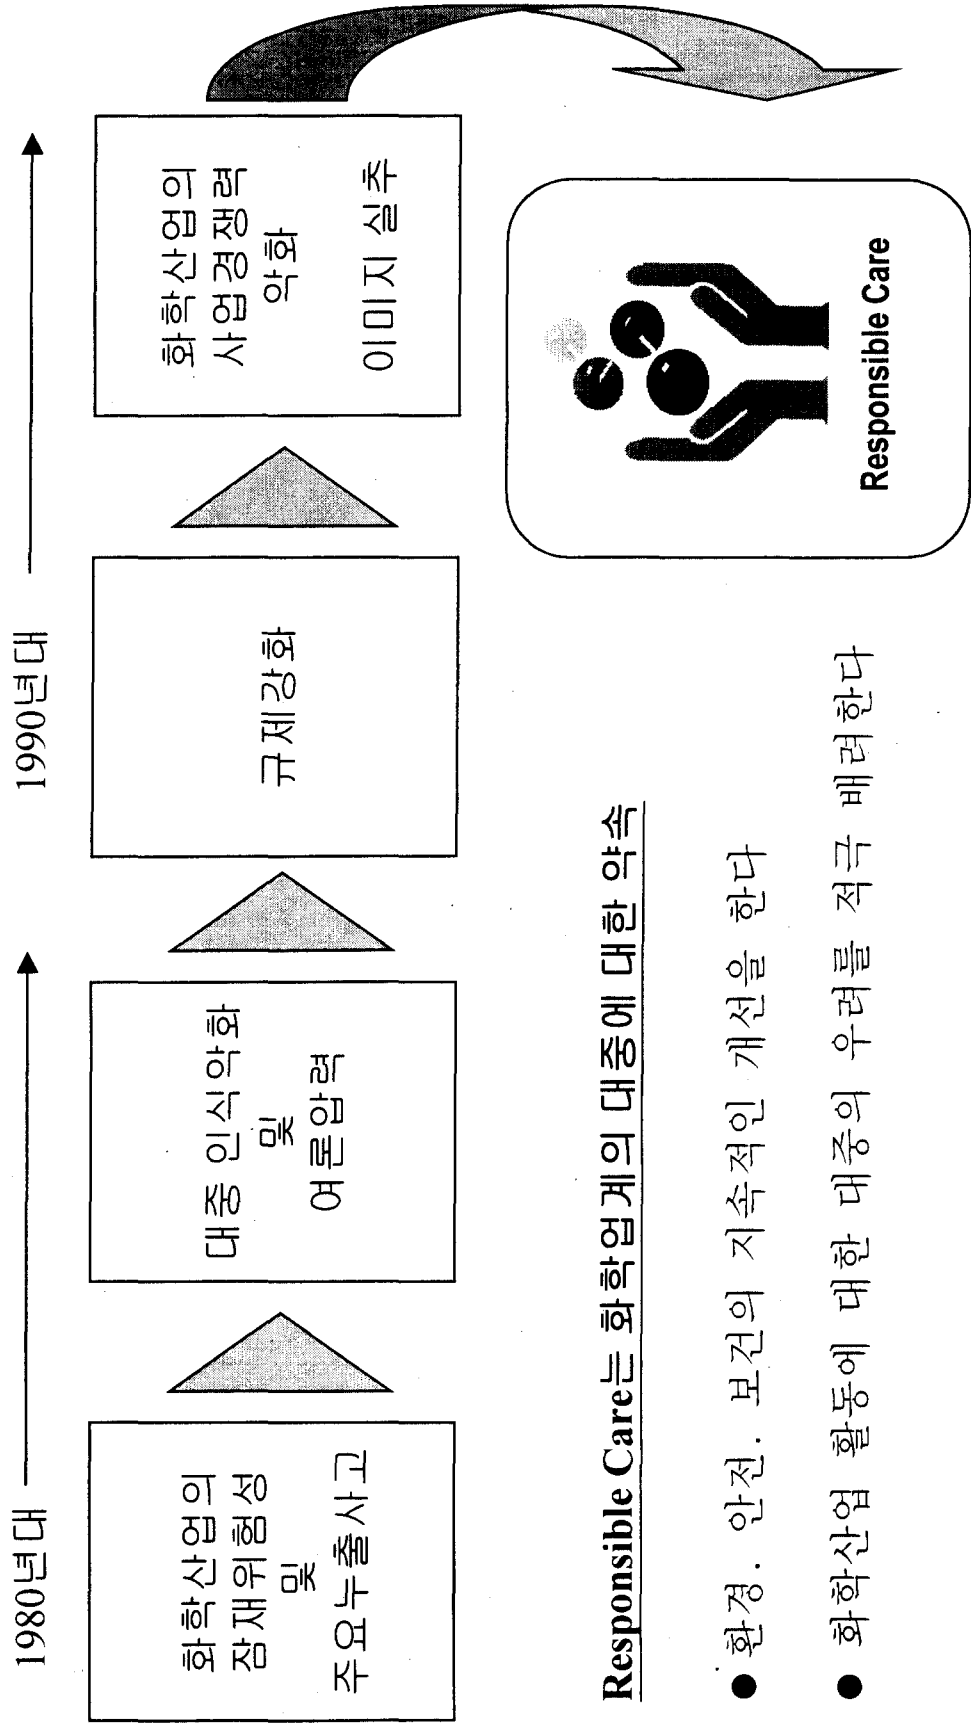 1980년대
1990년대
화학산업의
잠재위험성
및
주요누출사고
대중 인식악화
및
여론압력
규제강화
화학산업의
사업경쟁력
악화
이미지 실추
Responsible Care
Responsible Care는 화학업계의 대중에 대한 약속
● 환경. 안전. 보건의 지속적인 개선을 한다
● 화학산업 활동에 대한 대중의 우려를 적극 배려한다